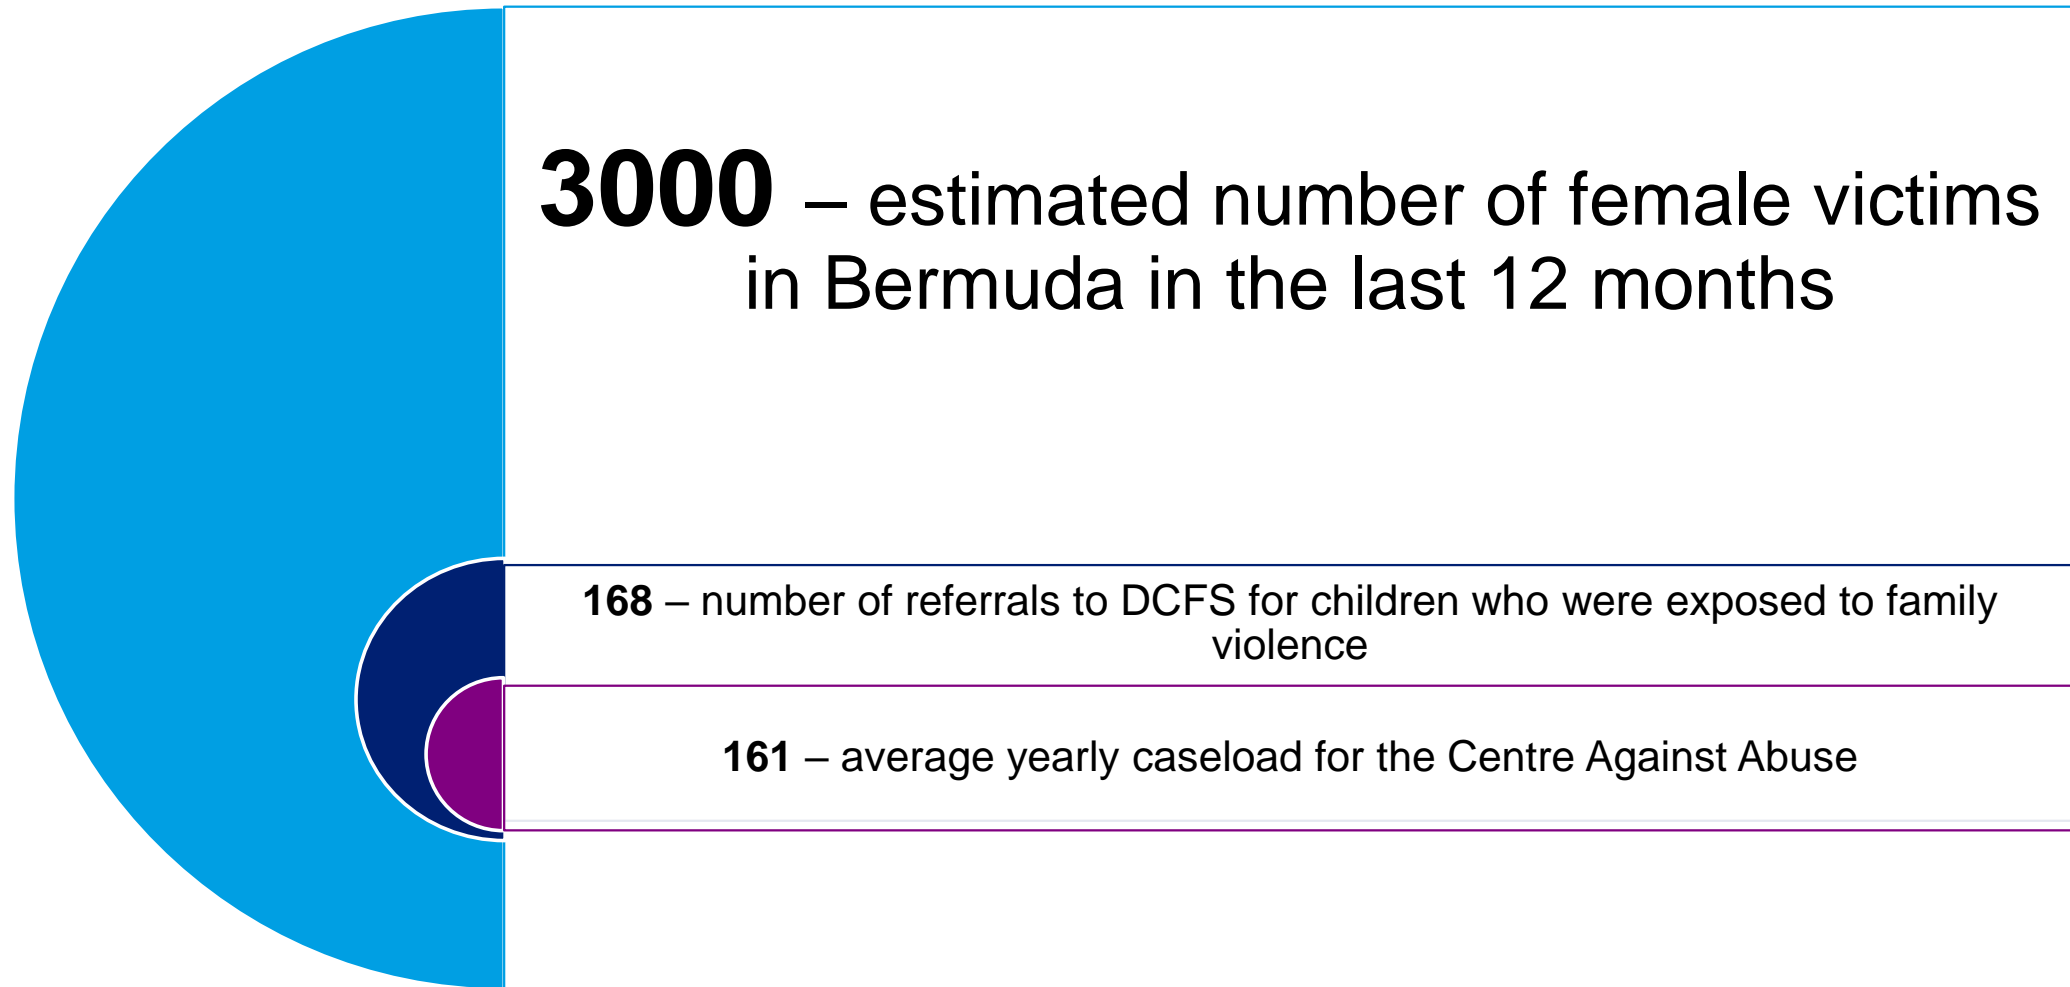 3000 – estimated number of female victims
in Bermuda in the last 12 months
168 – number of referrals to DCFS for children who were exposed to family
violence
161 – average yearly caseload for the Centre Against Abuse